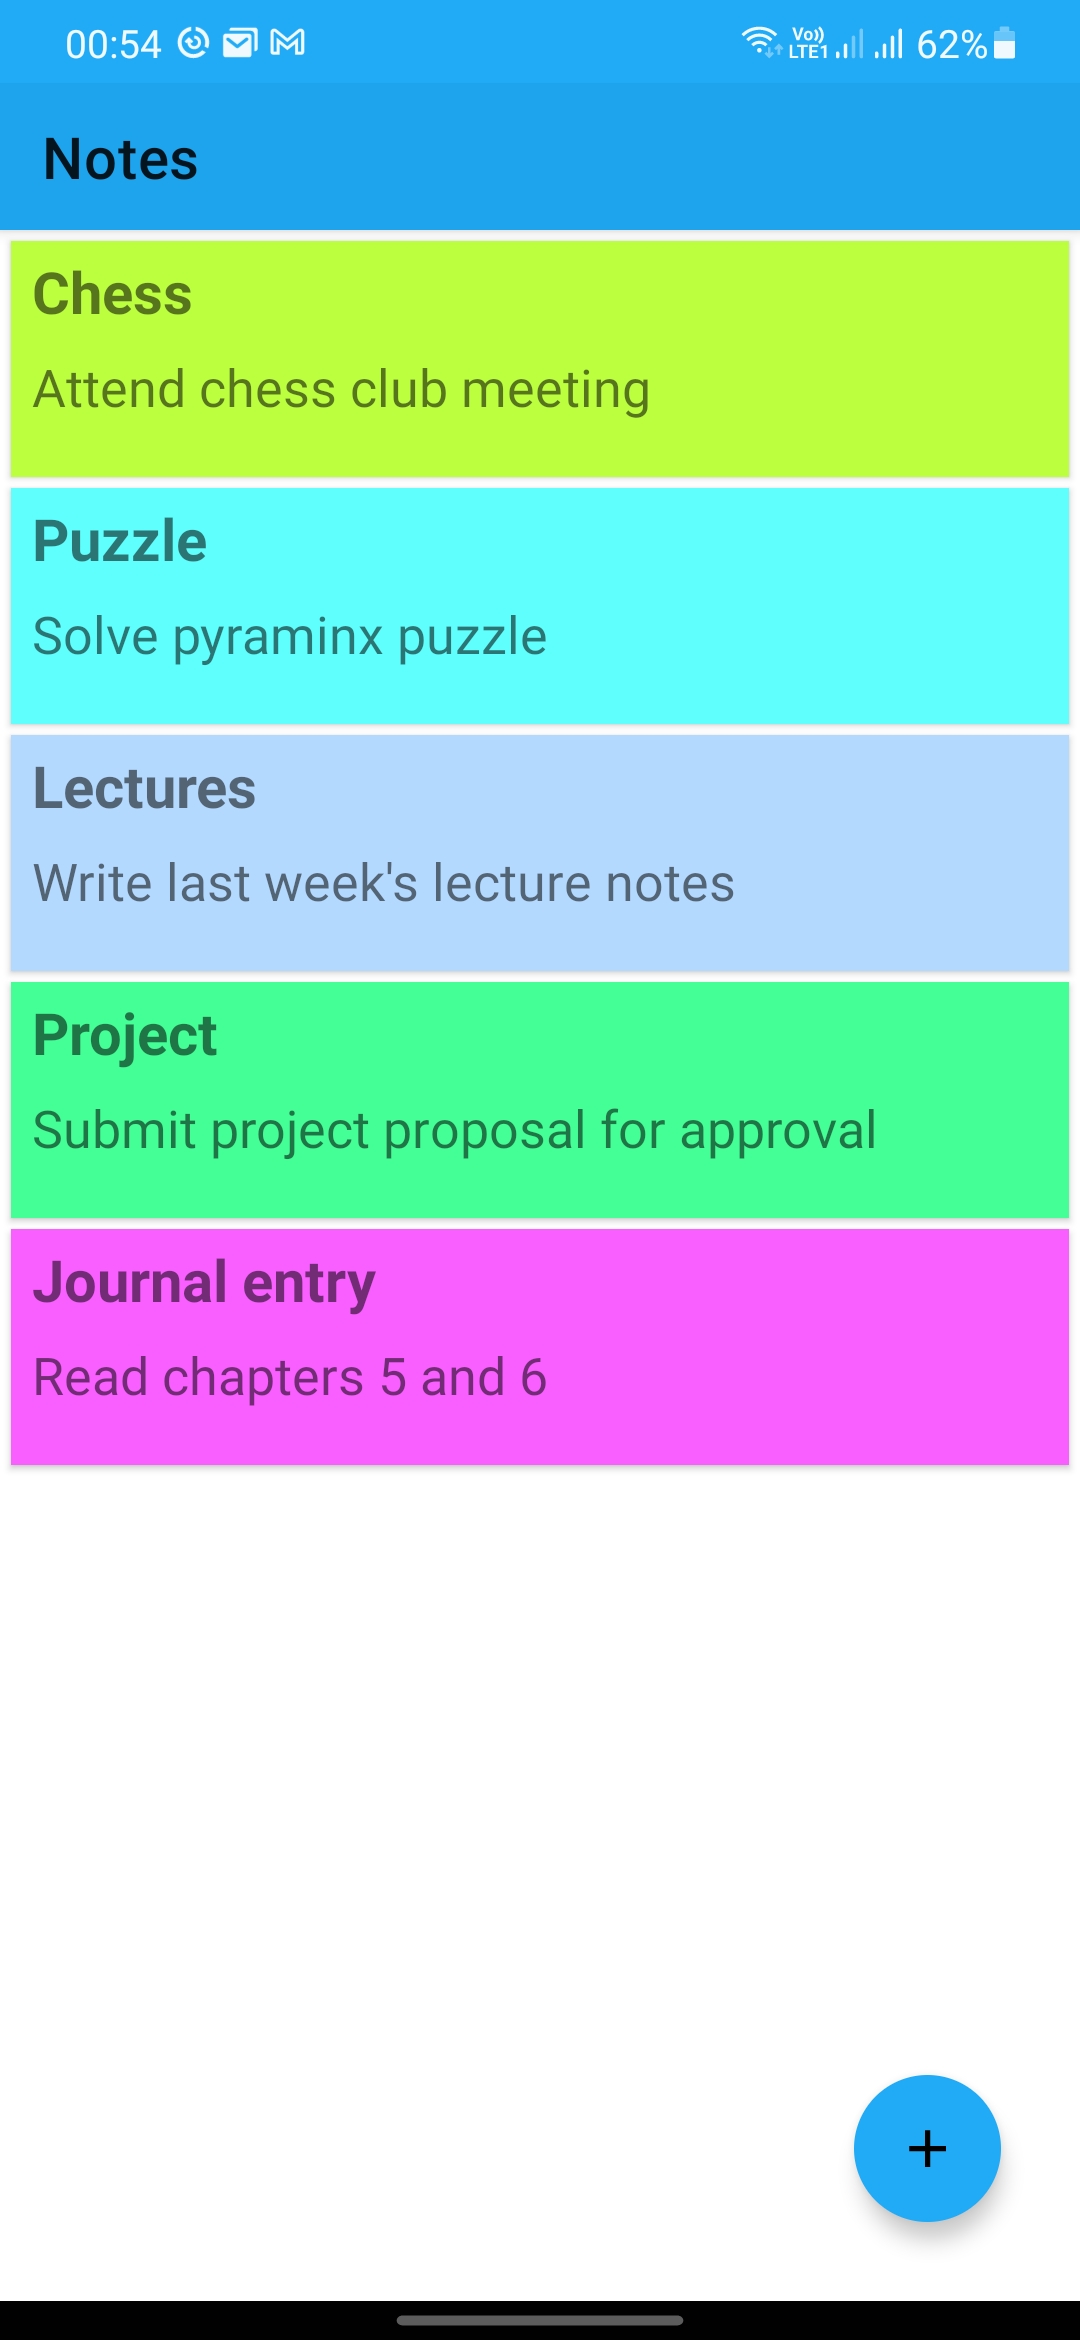 00:54 Vo)) LTE1 62%
Notes
Chess
Attend chess club meeting
Puzzle
Solve pyraminx puzzle
Lectures
Write last week's lecture notes
Project
Submit project proposal for approval
Journal entry
Read chapters 5 and 6
+